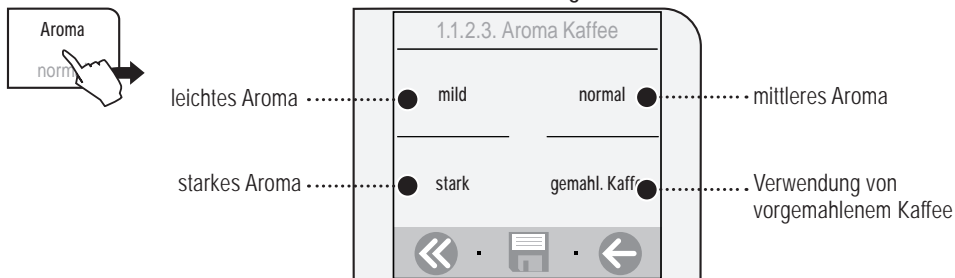 Aroma
1.1.2.3. Aroma Kaffee
leichtes Aroma
mild
normal
mittleres Aroma
starkes Aroma
stark
gemahl.
Verwendung von
vorgemahlenem Kaffee